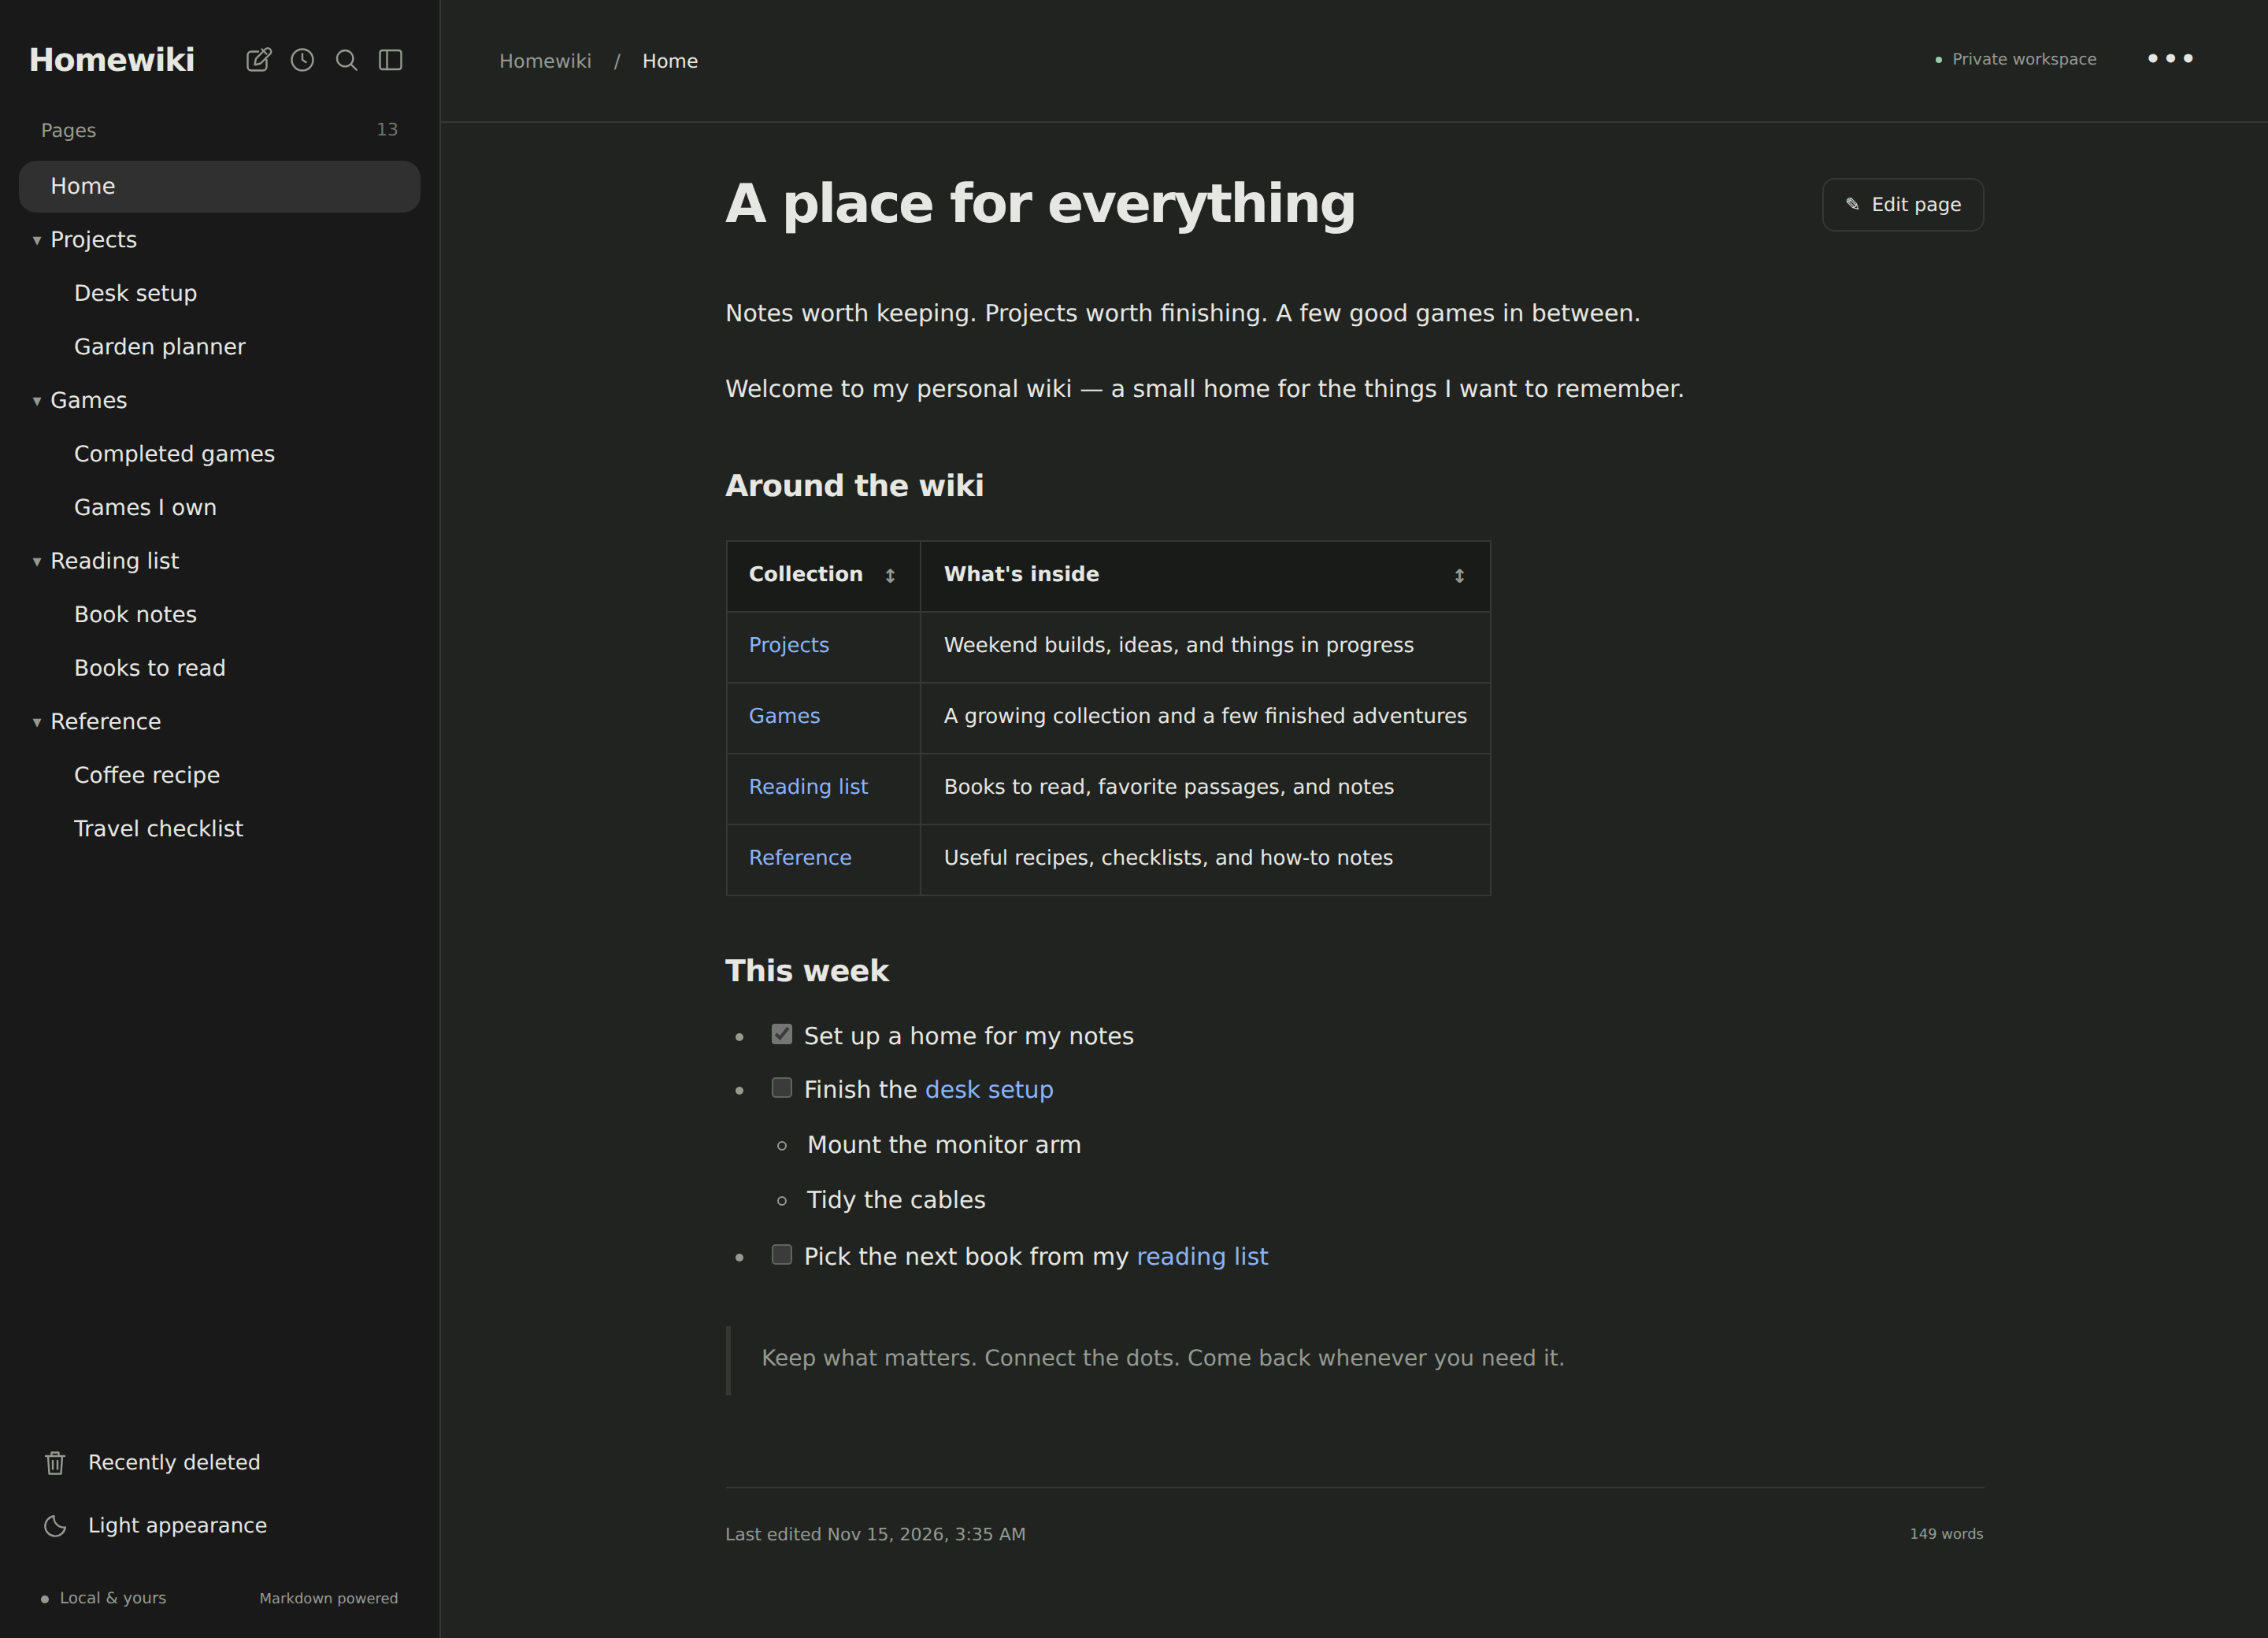 Homewiki
Pages 13
Home
Projects
Desk setup
Garden planner
Games
Completed games
Games I own
Reading list
Book notes
Books to read
Reference
Coffee recipe
Travel checklist
Recently deleted
Light appearance
Local & yours Markdown powered
Homewiki / Home
Private workspace
A place for everything
Edit page
Notes worth keeping. Projects worth finishing. A few good games in between.
Welcome to my personal wiki — a small home for the things I want to remember.
Around the wiki
Collection What's inside
Projects Weekend builds, ideas, and things in progress
Games A growing collection and a few finished adventures
Reading list Books to read, favorite passages, and notes
Reference Useful recipes, checklists, and how-to notes
This week
Set up a home for my notes
Finish the desk setup
Mount the monitor arm
Tidy the cables
Pick the next book from my reading list
Keep what matters. Connect the dots. Come back whenever you need it.
Last edited Nov 15, 2026, 3:35 AM 149 words